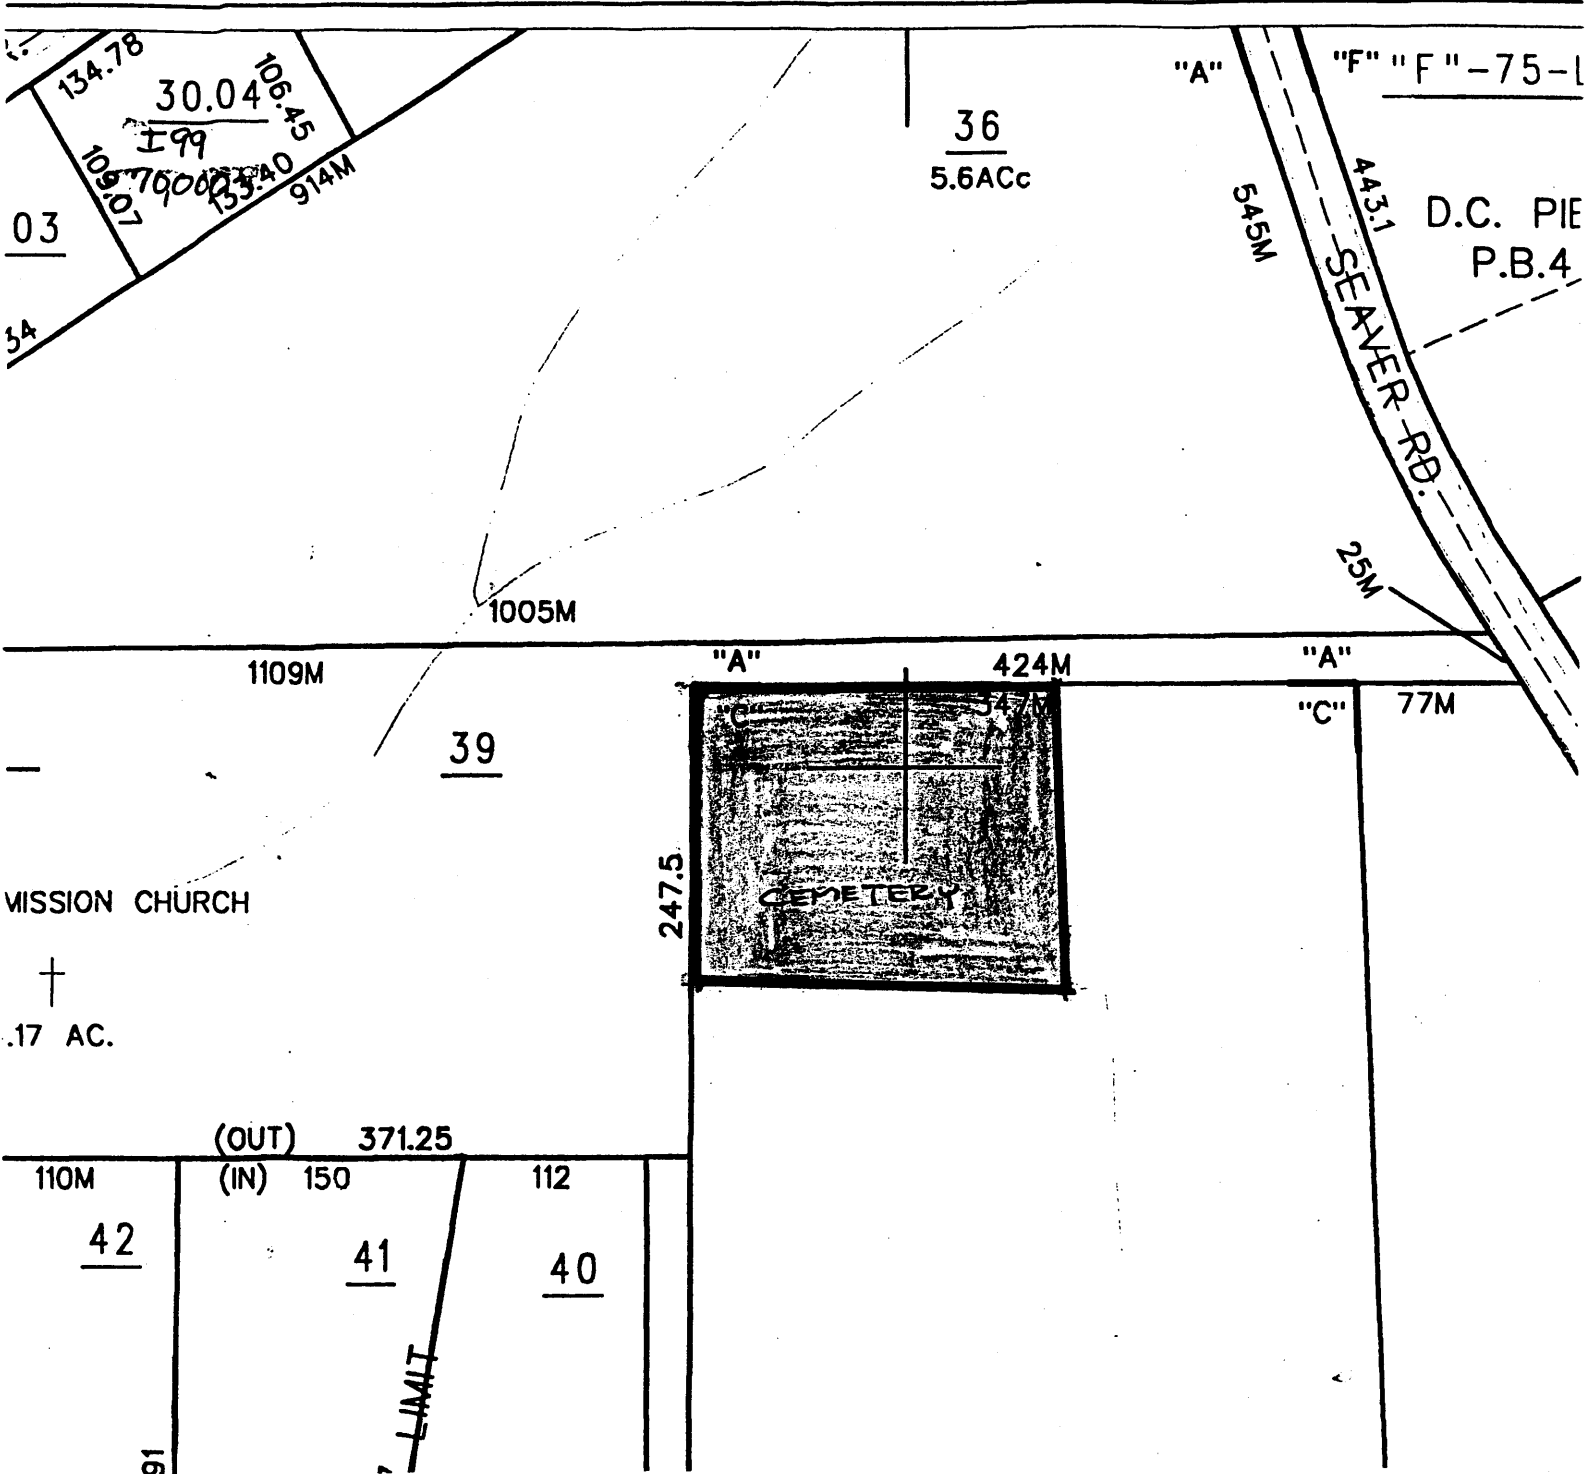 134.78
106.45
30.04
±99
109.07
133.40
914M
03
34
36
5.6ACc
"A"
"F" "F"-75-
545M
443.1
D.C. PIE
P.B.4
SEAVER RD.
25M
1005M
1109M
"A"
424M
"A"
"C"
347M
"C"
77M
39
247.5
CEMETERY
MISSION CHURCH
.17 AC.
(OUT) 371.25
110M
(IN) 150
112
42
41
40
LIMIT
91